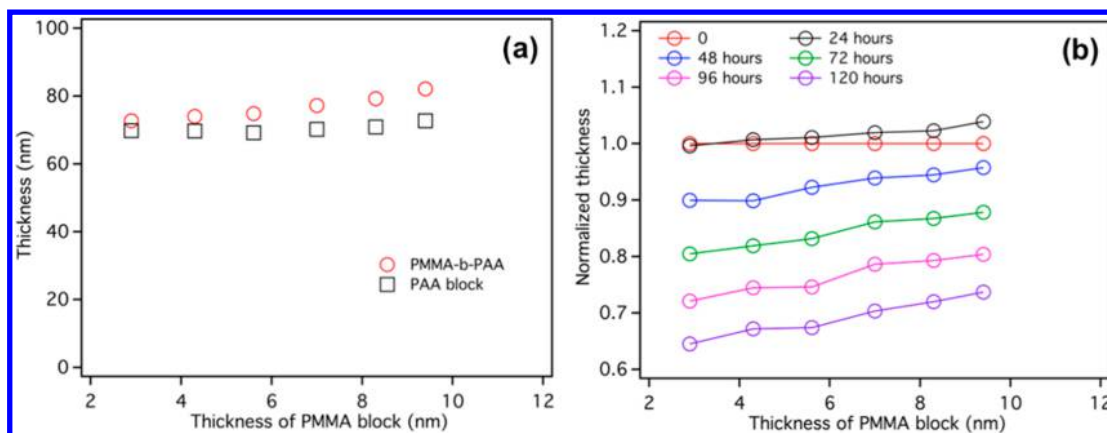 (a)
100
80
60
40
20
0
Thickness (nm)
PMMA-b-PAA
PAA block
2 4 6 8 10 12
Thickness of PMMA block (nm)
(b)
0 24 hours
48 hours 72 hours
96 hours 120 hours
1.2
1.1
1.0
0.9
0.8
0.7
0.6
Normalized thickness
2 4 6 8 10 12
Thickness of PMMA block (nm)